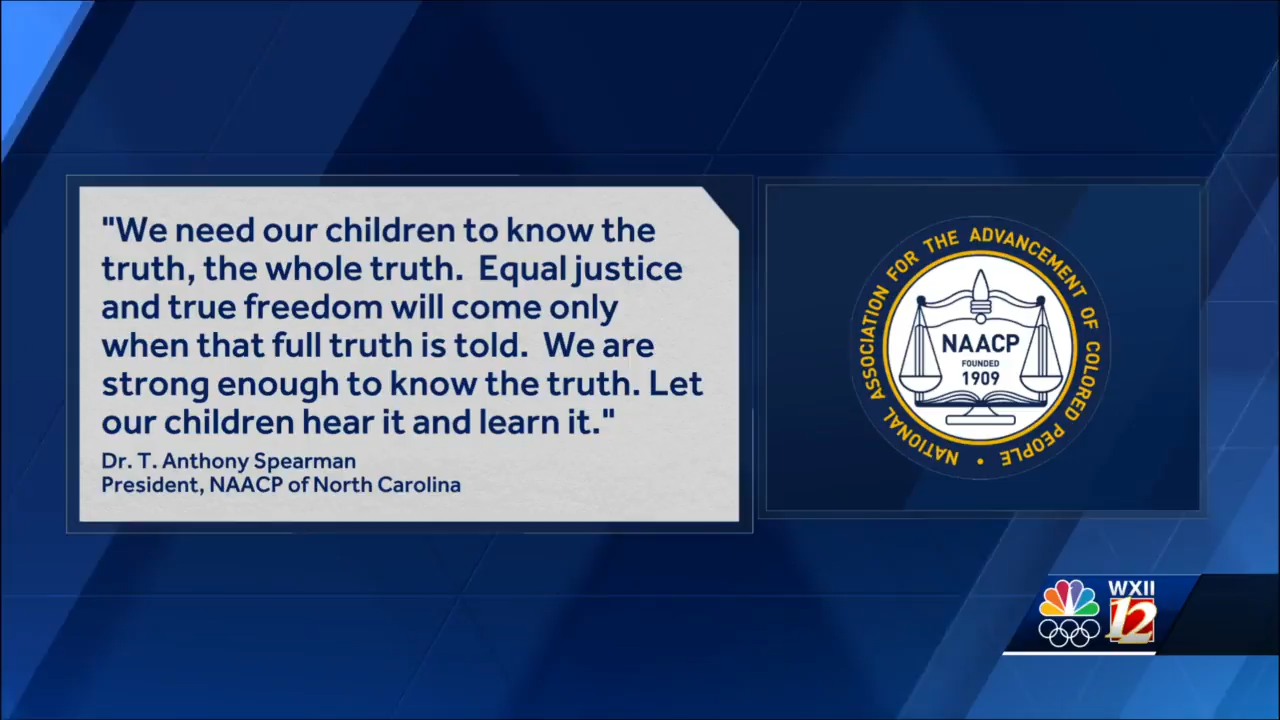 "We need our children to know the
truth, the whole truth.  Equal justice
and true freedom will come only
when that full truth is told.  We are
strong enough to know the truth. Let
our children hear it and learn it."
Dr. T. Anthony Spearman
President, NAACP of North Carolina
NATIONAL ASSOCIATION FOR THE ADVANCEMENT OF COLORED PEOPLE •
NAACP
FOUNDED
1909
WXII
12